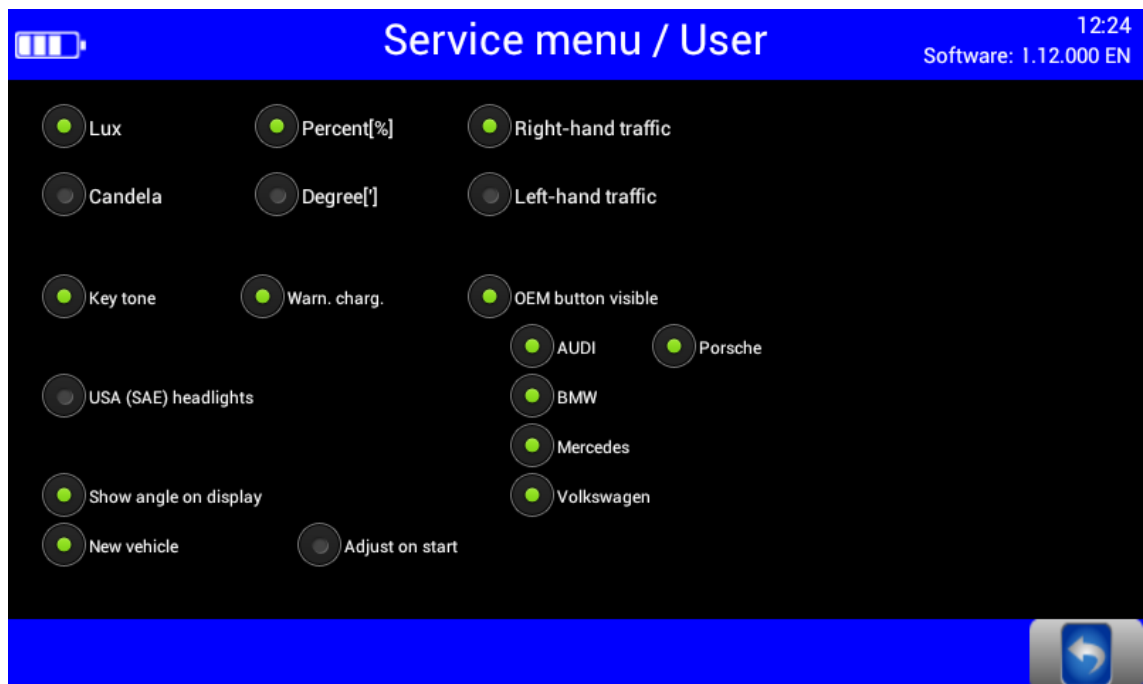 Service menu / User
12:24
Software: 1.12.000 EN
Lux
Percent[%]
Right-hand traffic
Candela
Degree[']
Left-hand traffic
Key tone
Warn. charg.
OEM button visible
AUDI
Porsche
USA (SAE) headlights
BMW
Mercedes
Show angle on display
Volkswagen
New vehicle
Adjust on start